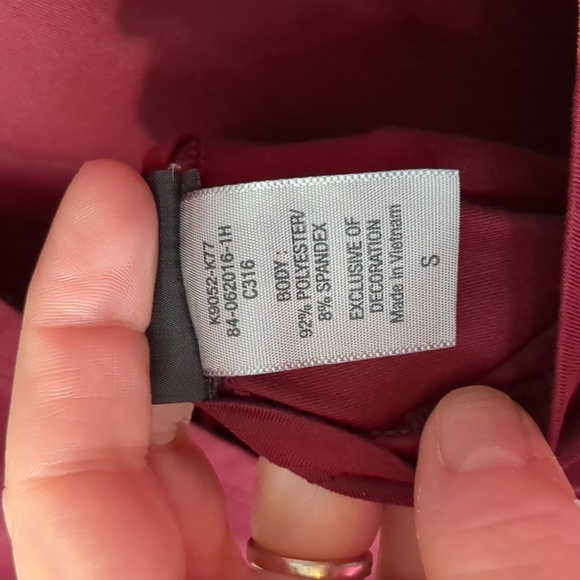 K9052-K77
84-062016-1H
C316
BODY :
92% POLYESTER/
8% SPANDEX
EXCLUSIVE OF
DECORATION
Made in Vietnam
S